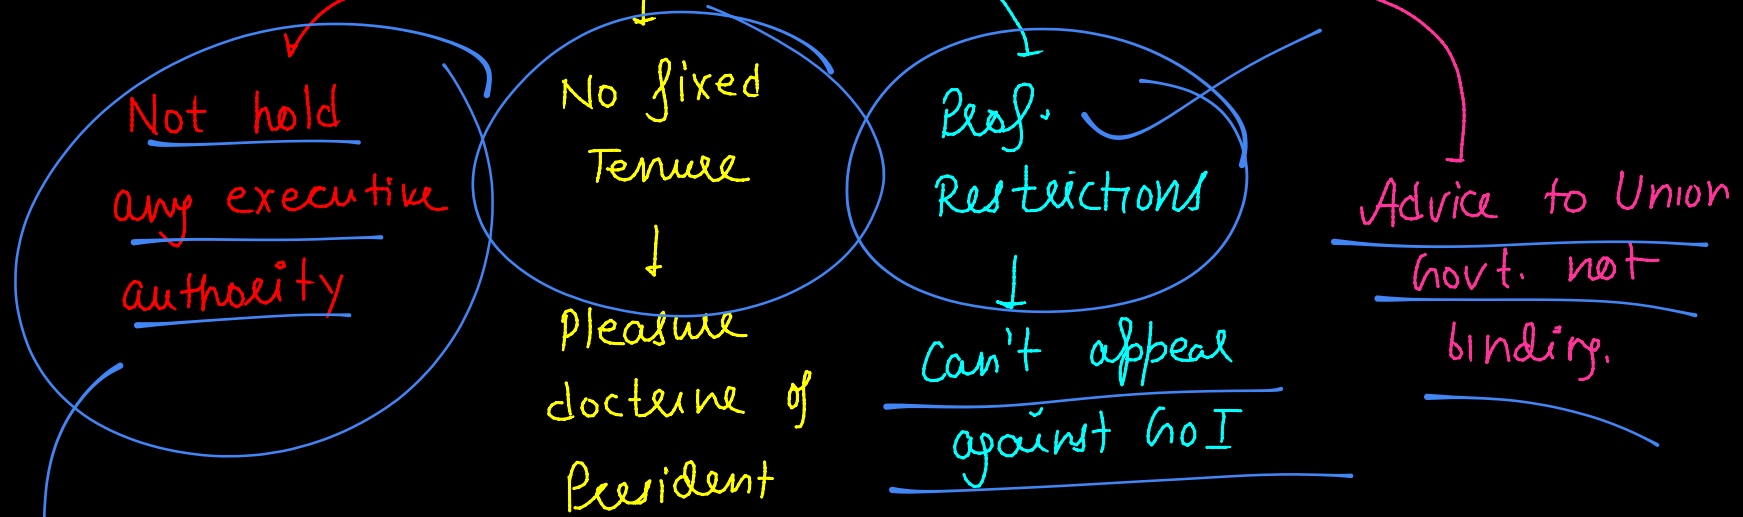 Not hold
any executive
authority
No fixed
Tenure
Pleasure
doctrine of
President
Prof.
Restrictions
Can't appeal
against GoI
Advice to Union
Govt. not
binding.